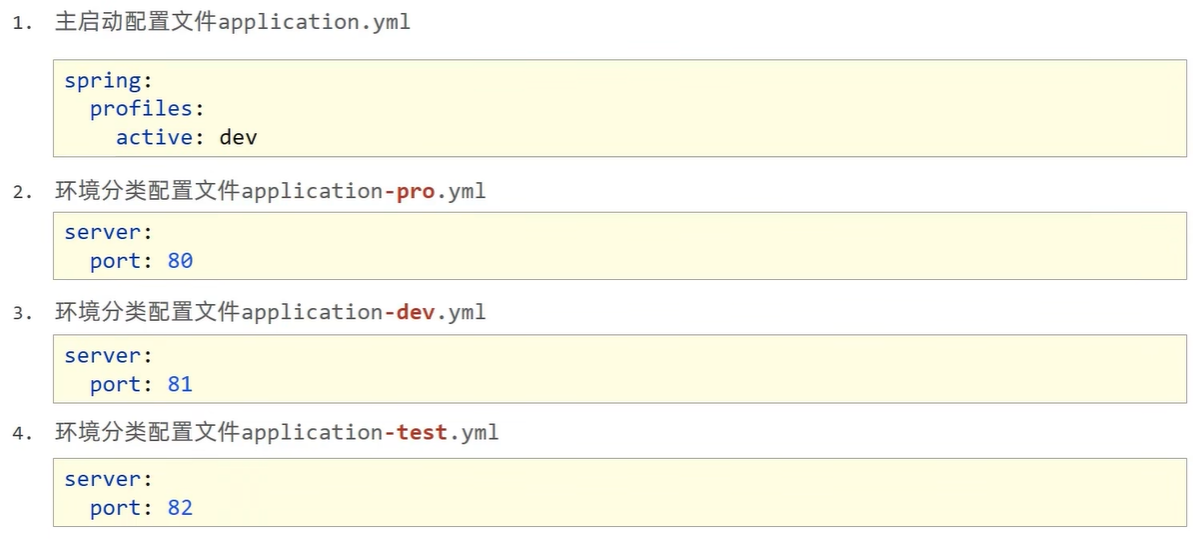 1. 主启动配置文件application.yml
spring:
  profiles:
    active: dev
2. 环境分类配置文件application-pro.yml
server:
  port: 80
3. 环境分类配置文件application-dev.yml
server:
  port: 81
4. 环境分类配置文件application-test.yml
server:
  port: 82